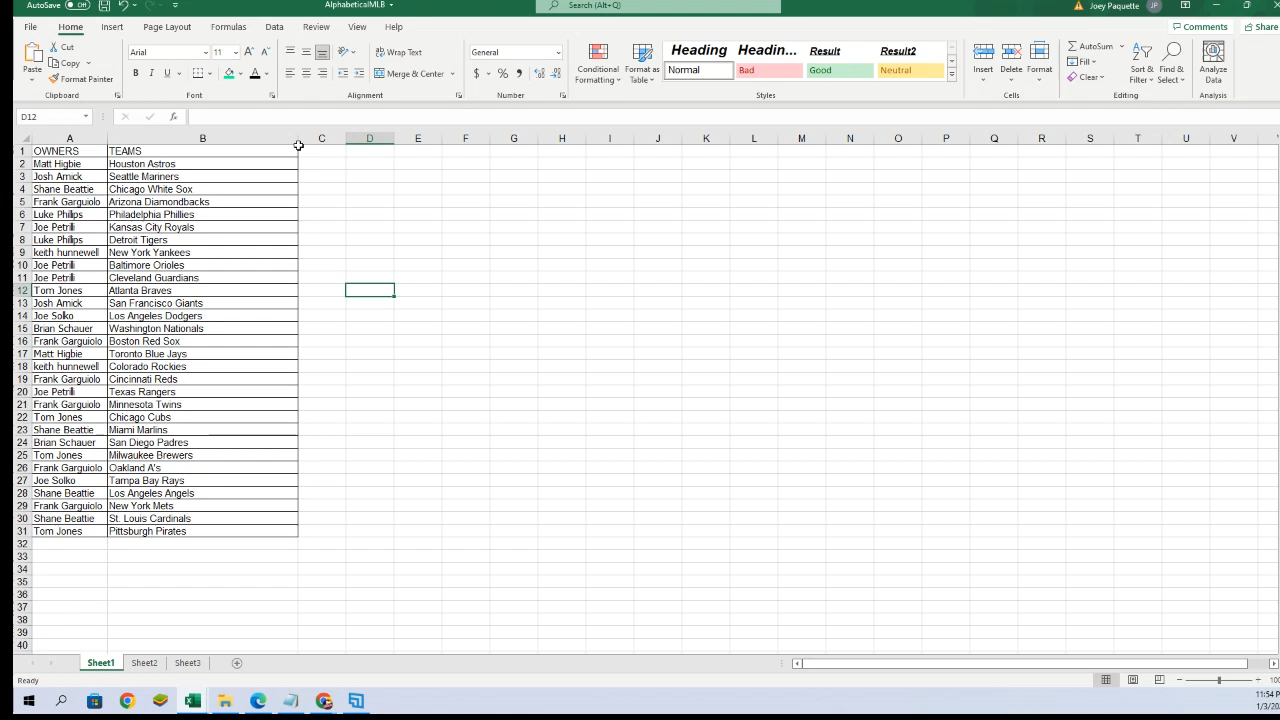 AutoSave Off AlphabeticalMLB Search (Alt+Q) Joey Paquette JP
File Home Insert Page Layout Formulas Data Review View Help Comments Share
Cut
Copy
Format Painter
Paste
Clipboard
Arial 11
Font
Wrap Text
Merge & Center
Alignment
General
Number
Conditional Formatting
Format as Table
Heading Headin... Result Result2
Normal Bad Good Neutral
Styles
Insert Delete Format
Cells
AutoSum
Fill
Clear
Sort & Filter
Find & Select
Editing
Analyze Data
Analysis
D12 fx
A B C D E F G H I J K L M N O P Q R S T U V
1 OWNERS TEAMS
2 Matt Higbie Houston Astros
3 Josh Amick Seattle Mariners
4 Shane Beattie Chicago White Sox
5 Frank Garguiolo Arizona Diamondbacks
6 Luke Philips Philadelphia Phillies
7 Joe Petrilli Kansas City Royals
8 Luke Philips Detroit Tigers
9 keith hunnewell New York Yankees
10 Joe Petrilli Baltimore Orioles
11 Joe Petrilli Cleveland Guardians
12 Tom Jones Atlanta Braves
13 Josh Amick San Francisco Giants
14 Joe Solko Los Angeles Dodgers
15 Brian Schauer Washington Nationals
16 Frank Garguiolo Boston Red Sox
17 Matt Higbie Toronto Blue Jays
18 keith hunnewell Colorado Rockies
19 Frank Garguiolo Cincinnati Reds
20 Joe Petrilli Texas Rangers
21 Frank Garguiolo Minnesota Twins
22 Tom Jones Chicago Cubs
23 Shane Beattie Miami Marlins
24 Brian Schauer San Diego Padres
25 Tom Jones Milwaukee Brewers
26 Frank Garguiolo Oakland A's
27 Joe Solko Tampa Bay Rays
28 Shane Beattie Los Angeles Angels
29 Frank Garguiolo New York Mets
30 Shane Beattie St. Louis Cardinals
31 Tom Jones Pittsburgh Pirates
32
33
34
35
36
37
38
39
40
Sheet1 Sheet2 Sheet3
Ready 100
11:54 P
1/3/20